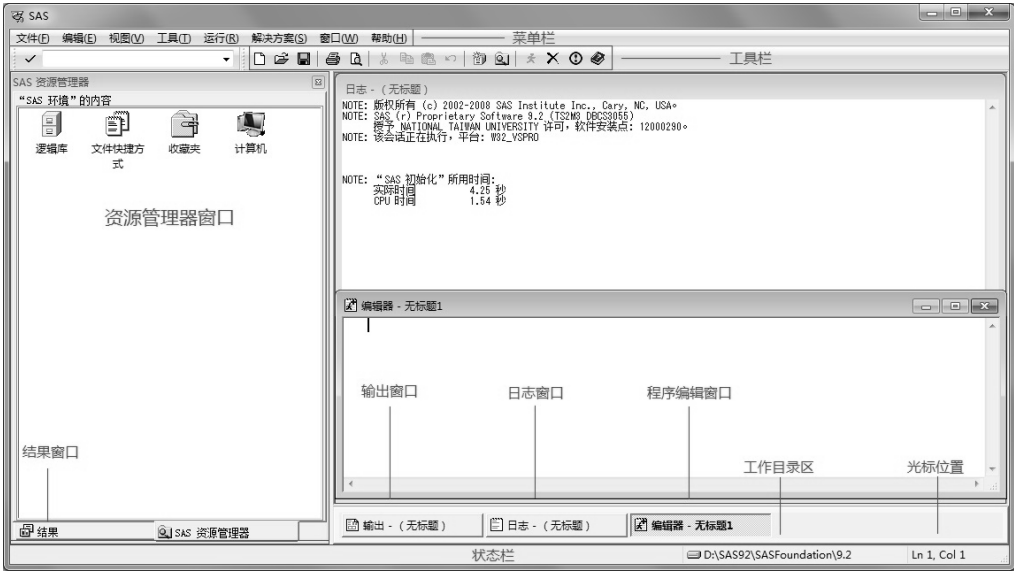 SAS
文件(F) 编辑(E) 视图(V) 工具(T) 运行(R) 解决方案(S) 窗口(W) 帮助(H) 菜单栏
工具栏
SAS 资源管理器
“SAS 环境”的内容
逻辑库
文件快捷方式
收藏夹
计算机
资源管理器窗口
结果窗口
结果
SAS 资源管理器
日志 - (无标题)
NOTE: 版权所有 (c) 2002-2008 SAS Institute Inc., Cary, NC, USA。
NOTE: SAS (r) Proprietary Software 9.2 (TS2M3 DBCS3055)
授予 NATIONAL TAIWAN UNIVERSITY 许可，软件安装点: 12000290。
NOTE: 该会话正在执行，平台: W32_VSPRO
NOTE: “SAS 初始化”所用时间:
实际时间 4.25 秒
CPU 时间 1.54 秒
编辑器 - 无标题1
输出窗口 日志窗口 程序编辑窗口
工作目录区 光标位置
输出 - (无标题) 日志 - (无标题) 编辑器 - 无标题1
状态栏 D:\SAS92\SASFoundation\9.2 Ln 1, Col 1